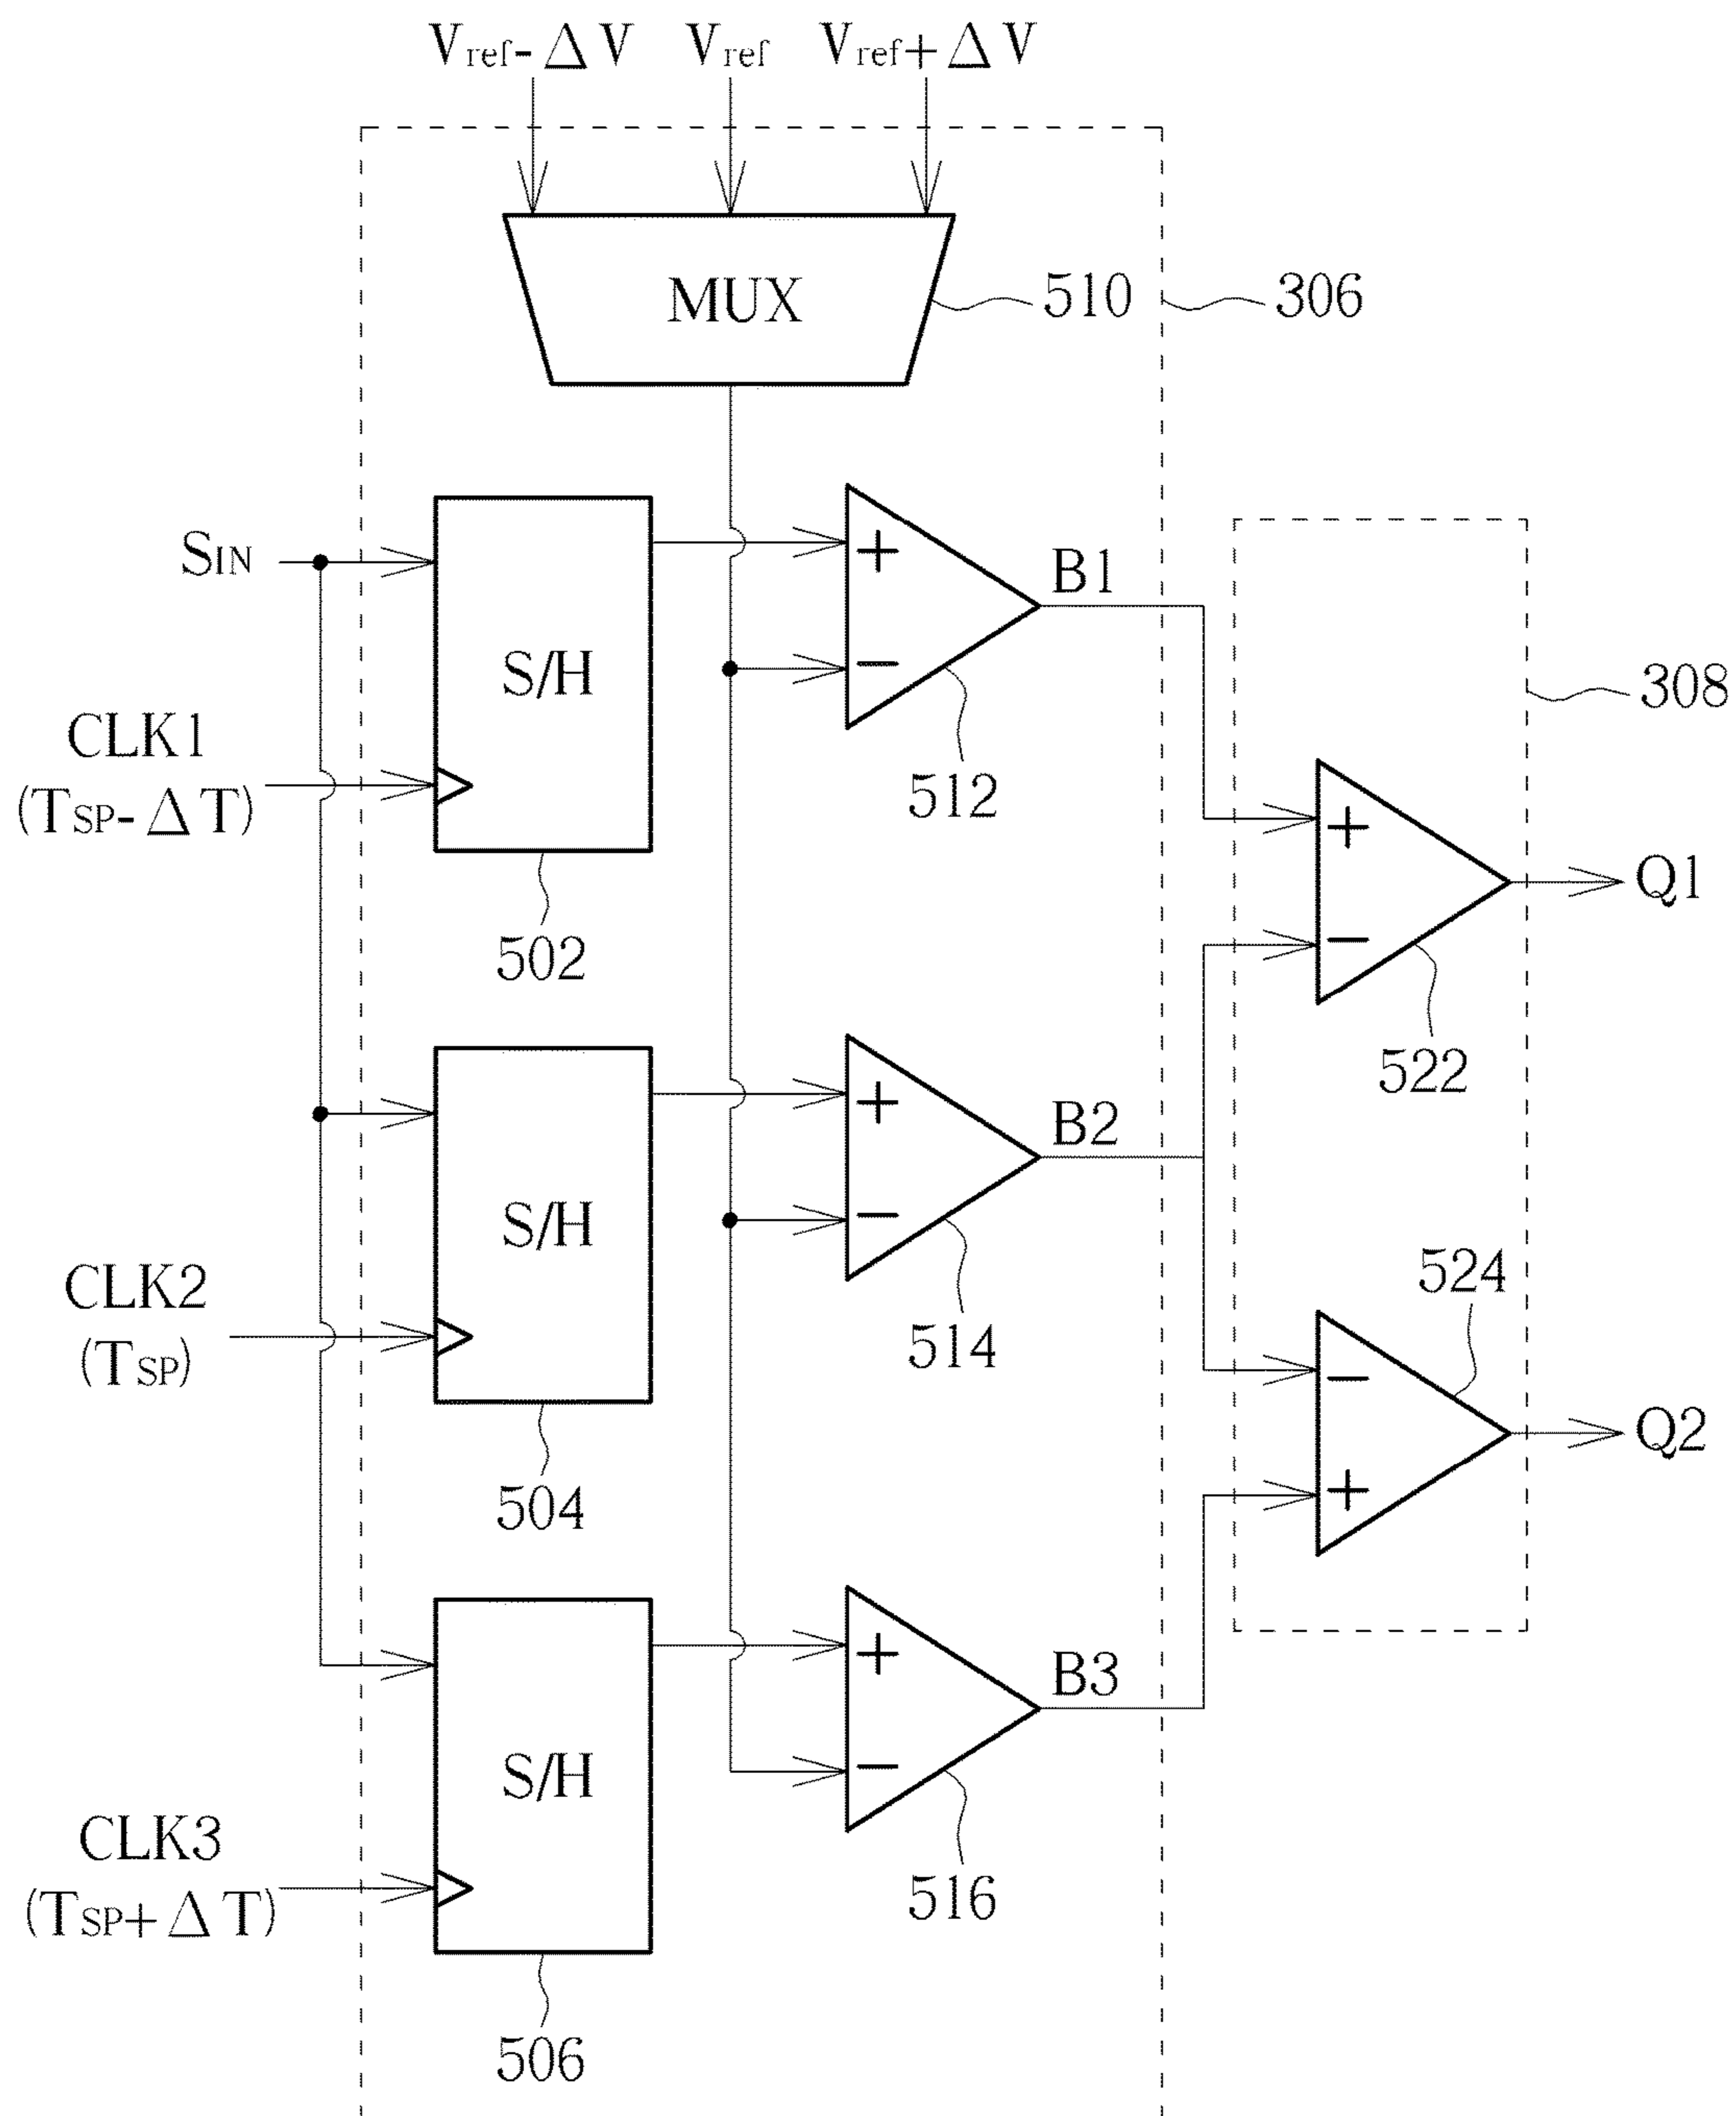 Vref-ΔV Vref Vref+ΔV
MUX
510
306
SIN
S/H
+
−
B1
512
CLK1
(TSP-ΔT)
502
308
+
−
Q1
522
S/H
+
−
B2
514
CLK2
(TSP)
504
524
−
+
Q2
S/H
+
−
B3
516
CLK3
(TSP+ΔT)
506